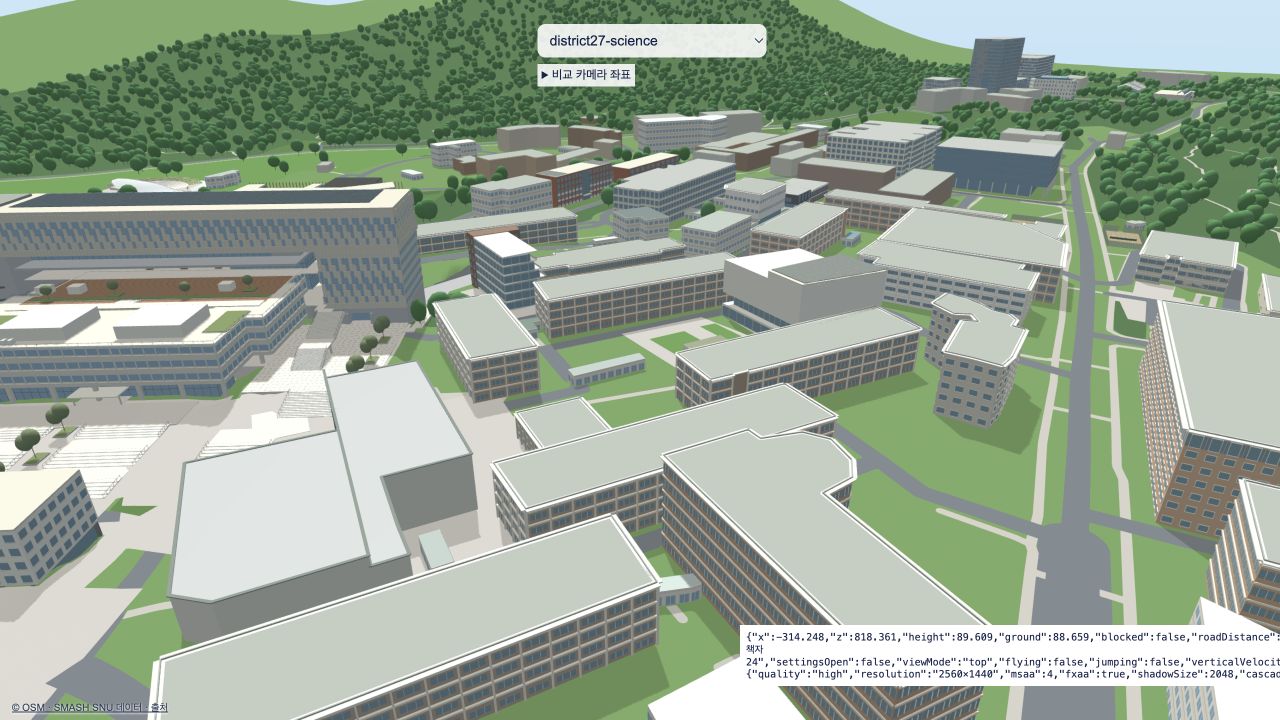 district27-science
▶ 비교 카메라 좌표
{"x":−314.248,"z":818.361,"height":89.609,"ground":88.659,"blocked":false,"roadDistance"
책자
24","settingsOpen":false,"viewMode":"top","flying":false,"jumping":false,"verticalVelocit
{"quality":"high","resolution":"2560×1440","msaa":4,"fxaa":true,"shadowSize":2048,"cascad
© OSM · SMASH SNU 데이터 · 출처